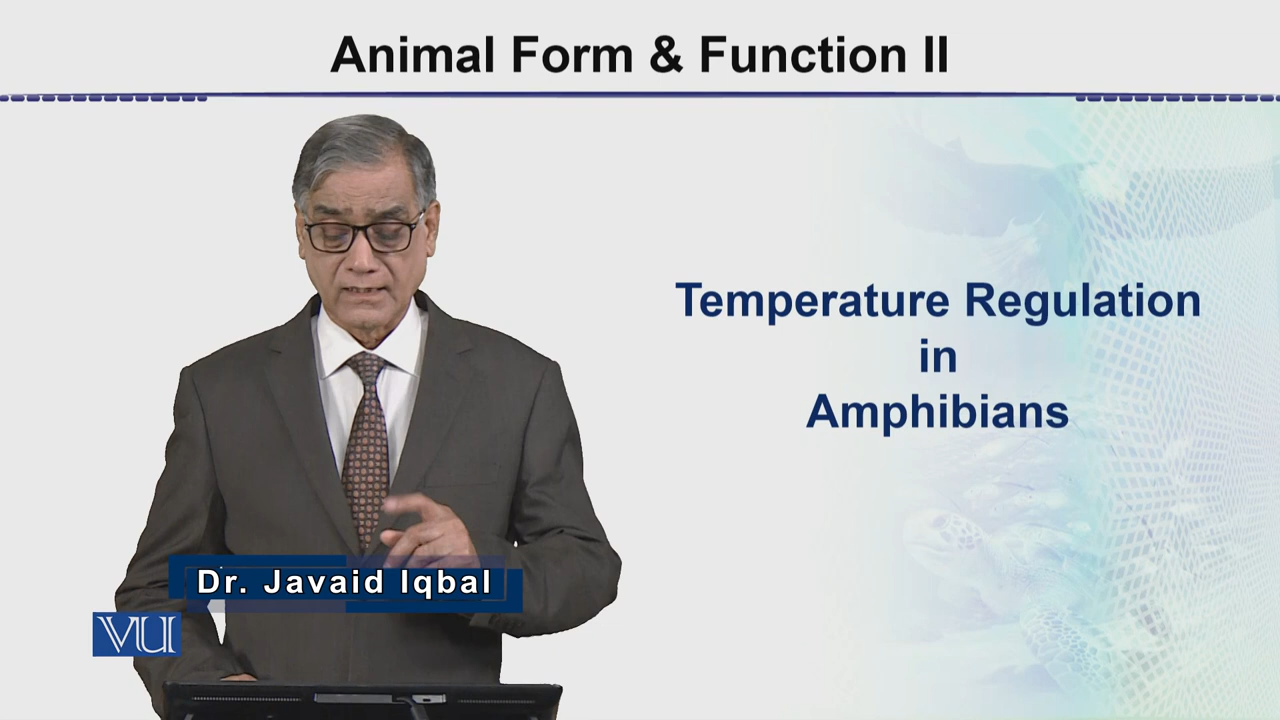 Animal Form & Function II
Temperature Regulation
in
Amphibians
Dr. Javaid Iqbal
VU